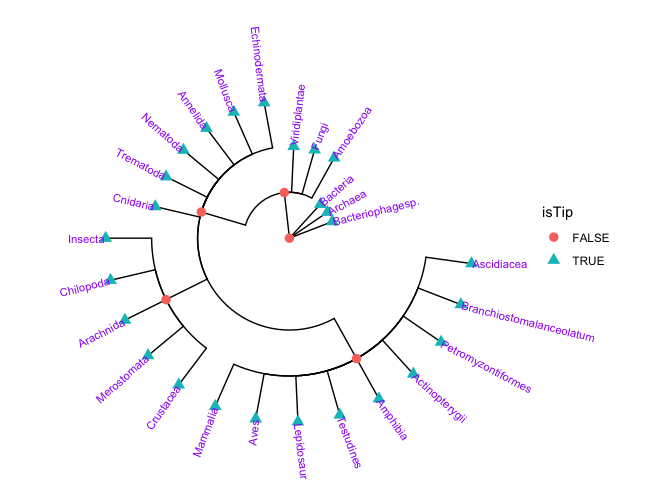 Echinodermata
Mollusca
Annelida
Nematoda
Trematoda
Cnidaria
Insecta
Chilopoda
Arachnida
Merostomata
Crustacea
Mammalia
Aves
Lepidosaur
Testudines
Amphibia
Actinopterygii
Petromyzontiformes
Branchiostomalanceolatum
Ascidiacea
Viridiplantae
Fungi
Amoebozoa
Bacteria
Archaea
Bacteriophagesp.
isTip
FALSE
TRUE